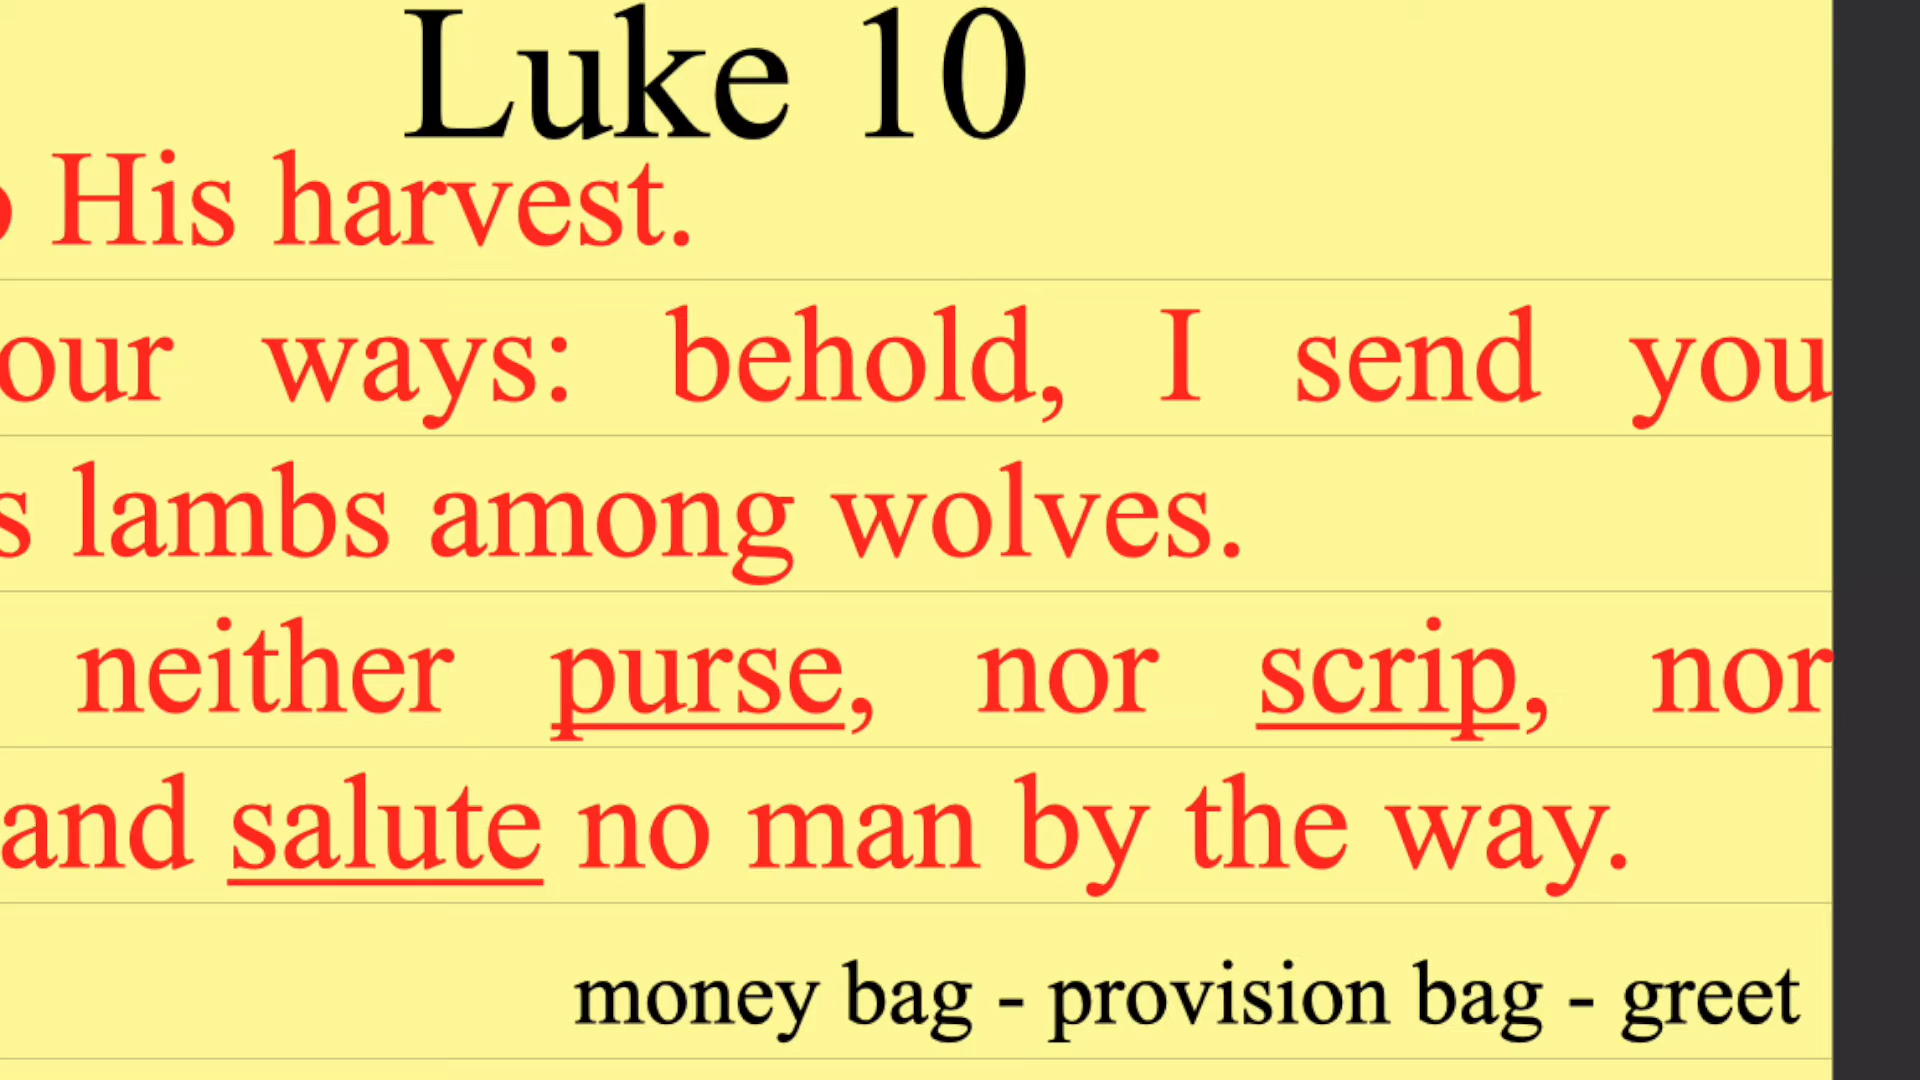 Luke 10
His harvest.
our ways: behold, I send you
s lambs among wolves.
neither purse, nor scrip, nor
and salute no man by the way.
money bag - provision bag - greet